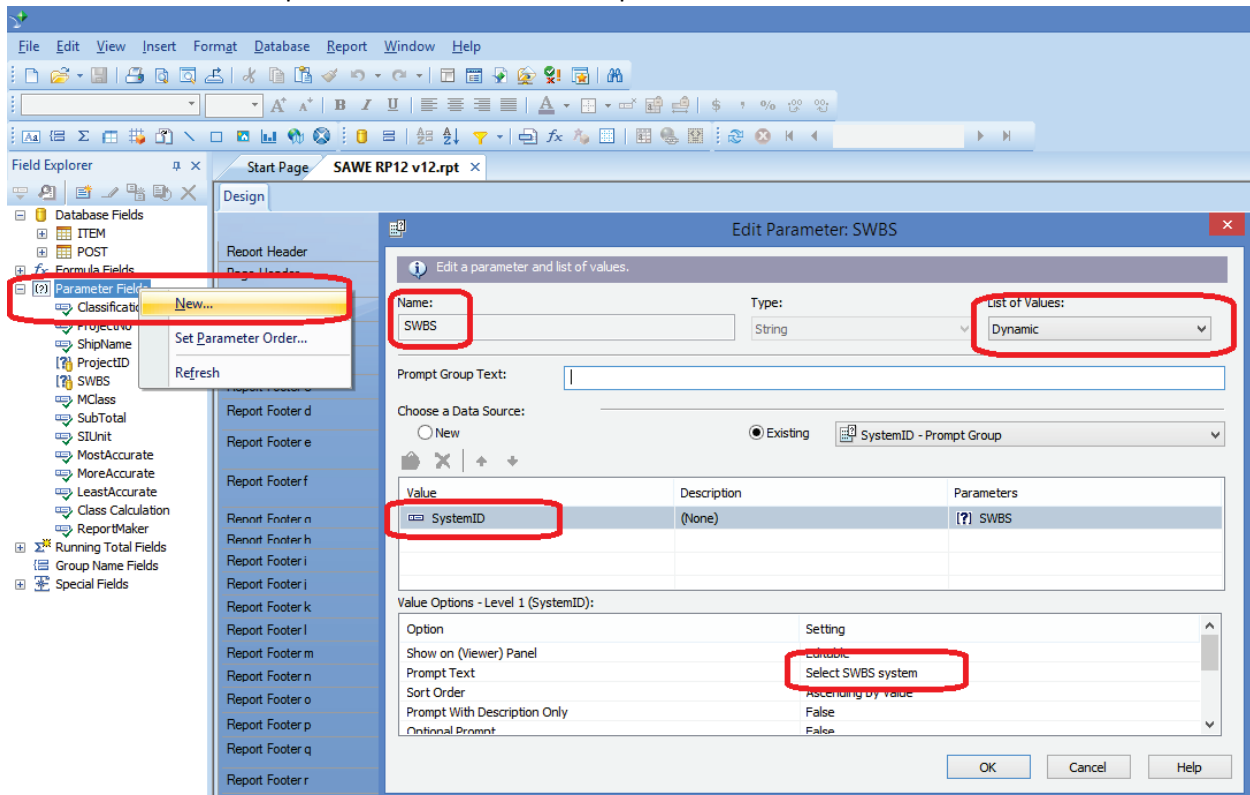 File Edit View Insert Format Database Report Window Help
Field Explorer
Start Page
SAWE RP12 v12.rpt
Design
Database Fields
ITEM
POST
Formula Fields
Parameter Fields
Classification
ProjectNo
ShipName
ProjectID
SWBS
MClass
SubTotal
SIUnit
MostAccurate
MoreAccurate
LeastAccurate
Class Calculation
ReportMaker
Running Total Fields
Group Name Fields
Special Fields
New...
Set Parameter Order...
Refresh
Report Header
Page Header
Report Footer d
Report Footer e
Report Footer f
Report Footer g
Report Footer h
Report Footer i
Report Footer j
Report Footer k
Report Footer l
Report Footer m
Report Footer n
Report Footer o
Report Footer p
Report Footer q
Report Footer r
Edit Parameter: SWBS
Edit a parameter and list of values.
Name: Type: List of Values:
SWBS String Dynamic
Prompt Group Text:
Choose a Data Source:
New Existing SystemID - Prompt Group
Value Description Parameters
SystemID (None) [?] SWBS
Value Options - Level 1 (SystemID):
Option Setting
Show on (Viewer) Panel Editable
Prompt Text Select SWBS system
Sort Order Ascending By Value
Prompt With Description Only False
Optional Prompt False
OK Cancel Help